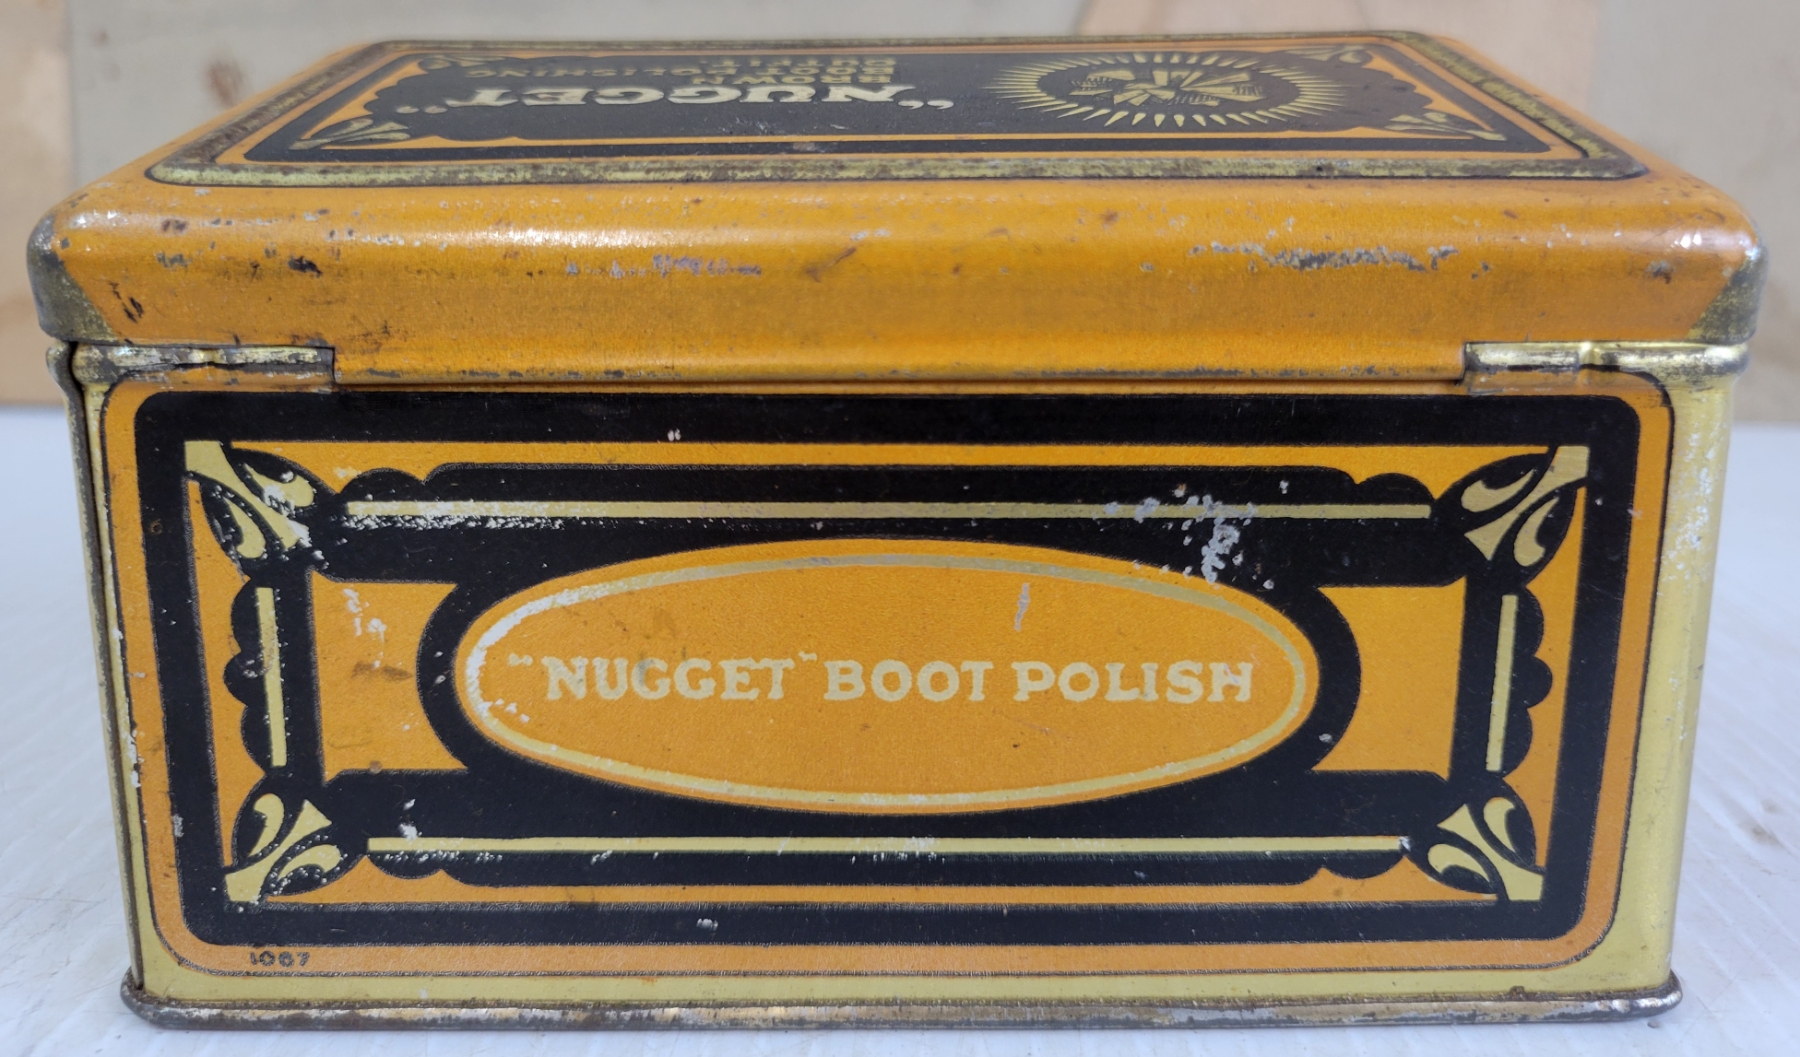 "NUGGET"
BROWN
BOOT POLISHING
OUTFIT.
"NUGGET" BOOT POLISH
1087